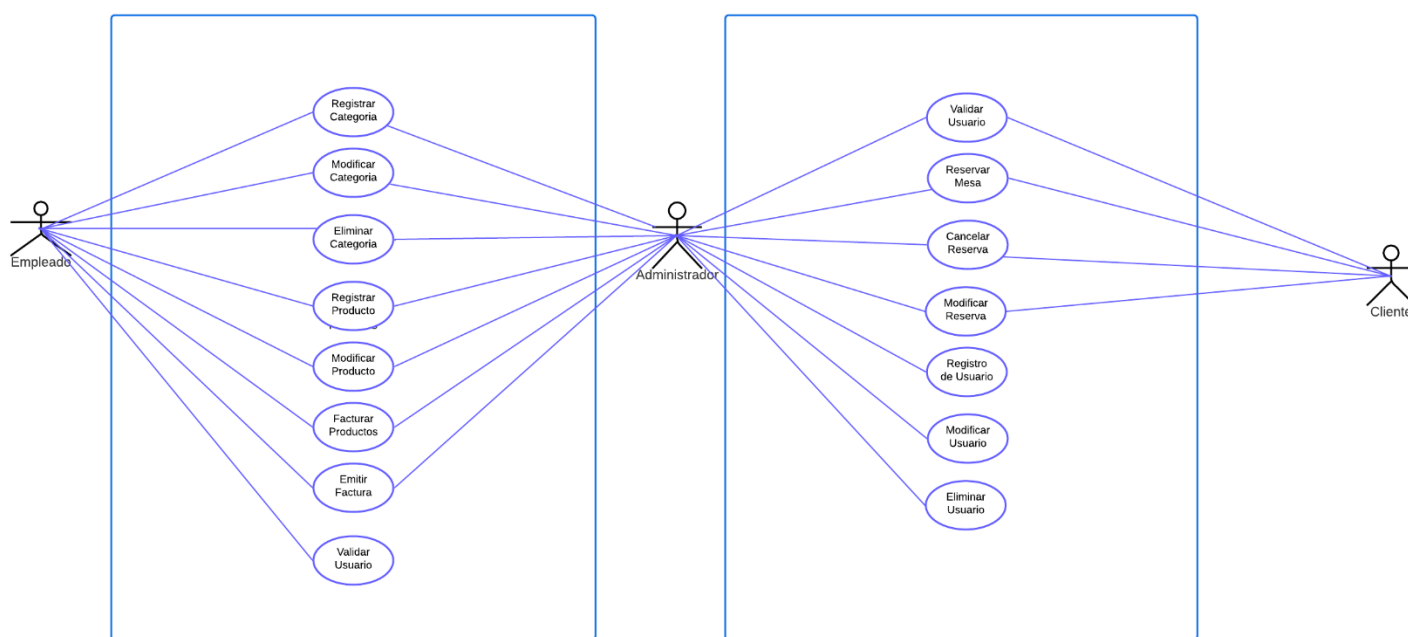 Registrar
Categoria
Modificar
Categoria
Eliminar
Categoria
Registrar
Producto
Modificar
Producto
Facturar
Productos
Emitir
Factura
Validar
Usuario
Empleado
Administrador
Validar
Usuario
Reservar
Mesa
Cancelar
Reserva
Modificar
Reserva
Registro
de Usuario
Modificar
Usuario
Eliminar
Usuario
Cliente